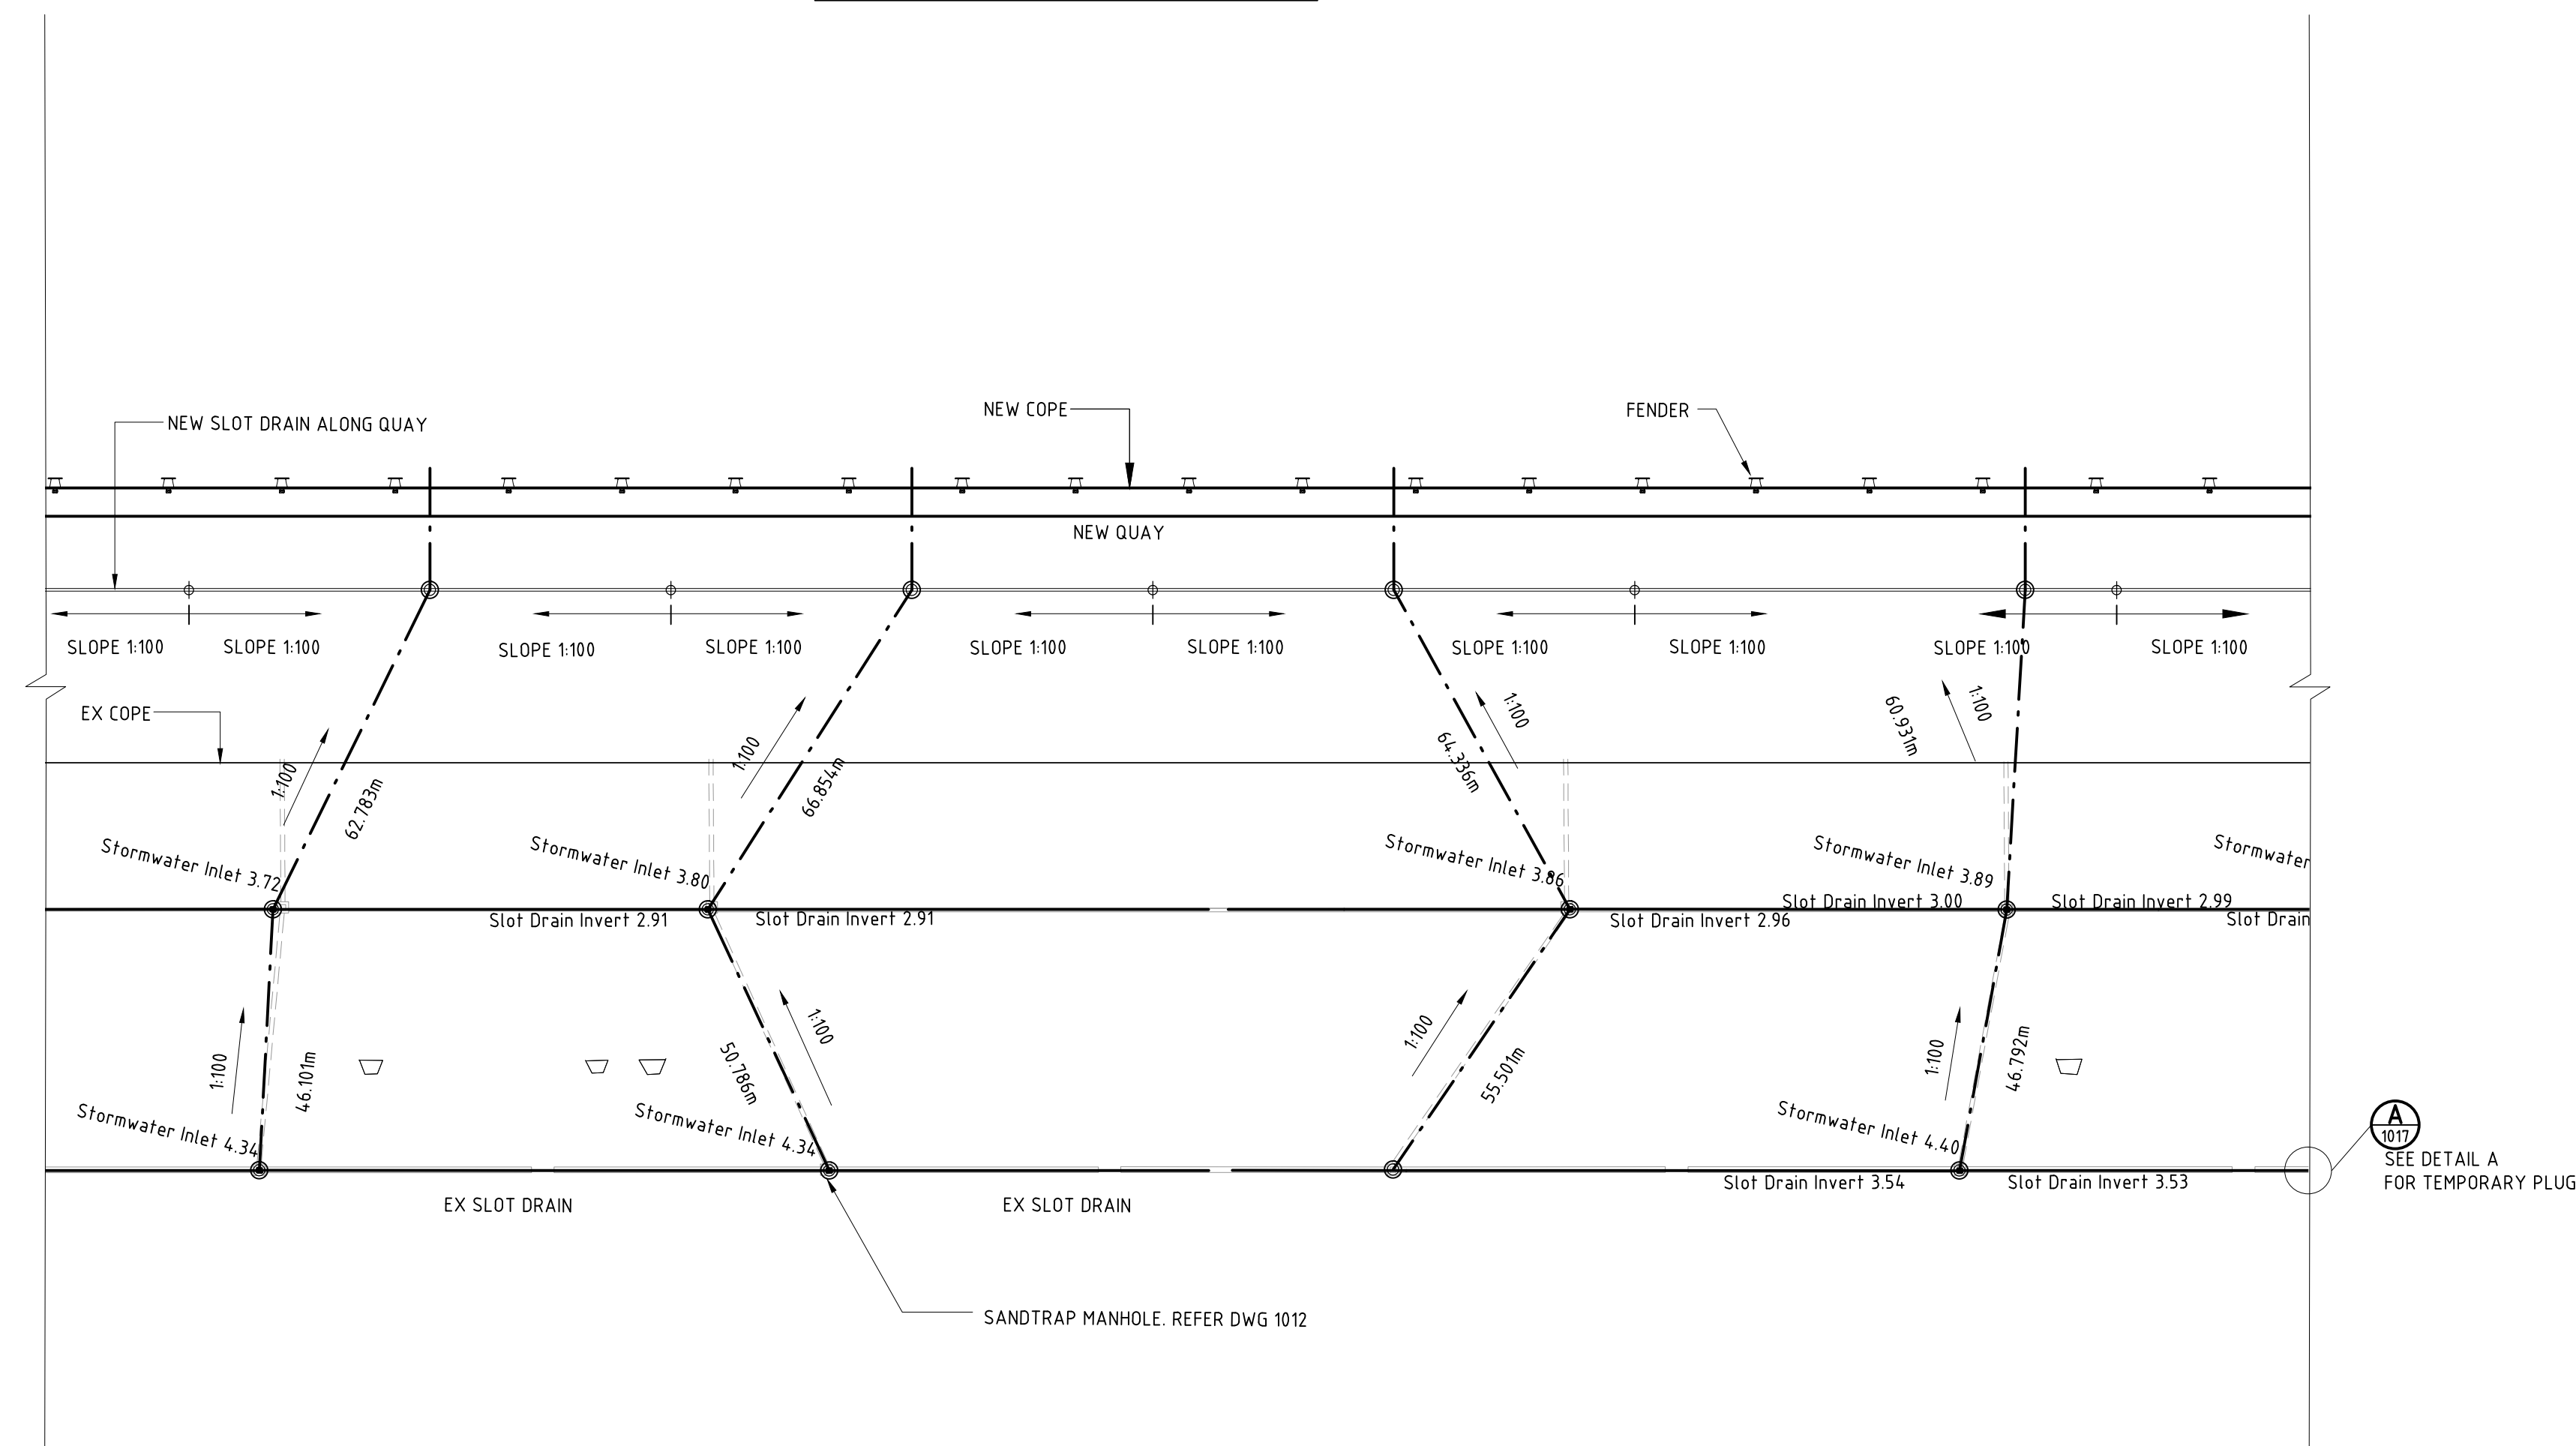 NEW COPE
FENDER
NEW SLOT DRAIN ALONG QUAY
NEW QUAY
SLOPE 1:100
SLOPE 1:100
SLOPE 1:100
SLOPE 1:100
SLOPE 1:100
SLOPE 1:100
SLOPE 1:100
SLOPE 1:100
SLOPE 1:100
SLOPE 1:100
EX COPE
1:100
62.783m
1:100
66.854m
1:100
64.336m
1:100
60.931m
Stormwater Inlet 3.72
Stormwater Inlet 3.80
Stormwater Inlet 3.86
Stormwater Inlet 3.89
Stormwater
Slot Drain Invert 2.91
Slot Drain Invert 2.91
Slot Drain Invert 2.96
Slot Drain Invert 3.00
Slot Drain Invert 2.99
Slot Drain
1:100
46.101m
50.786m
1:100
1:100
55.501m
1:100
46.792m
Stormwater Inlet 4.34
Stormwater Inlet 4.34
Stormwater Inlet 4.40
A
1017
SEE DETAIL A
FOR TEMPORARY PLUG
Slot Drain Invert 3.54
Slot Drain Invert 3.53
EX SLOT DRAIN
EX SLOT DRAIN
SANDTRAP MANHOLE. REFER DWG 1012